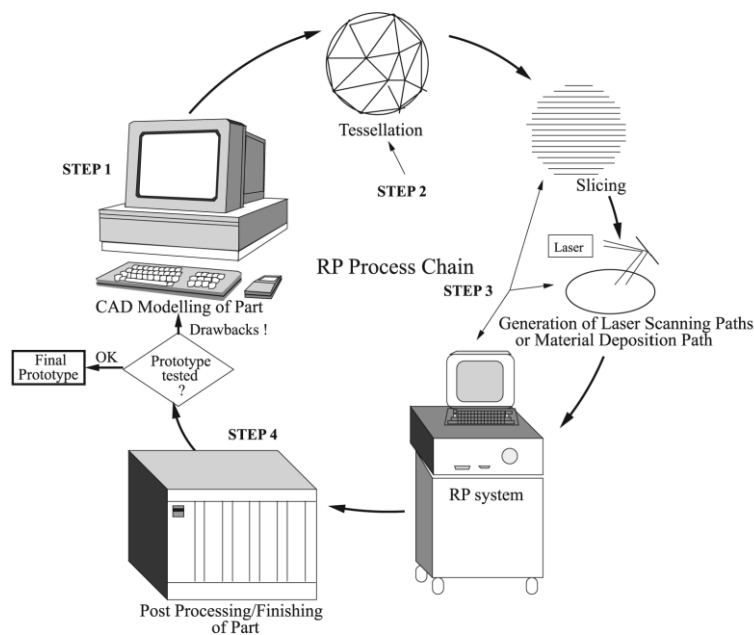 STEP 1
Tessellation
STEP 2
Slicing
Laser
RP Process Chain
STEP 3
CAD Modelling of Part
Generation of Laser Scanning Paths
or Material Deposition Path
Drawbacks !
OK
Final
Prototype
Prototype
tested
?
STEP 4
RP system
Post Processing/Finishing
of Part